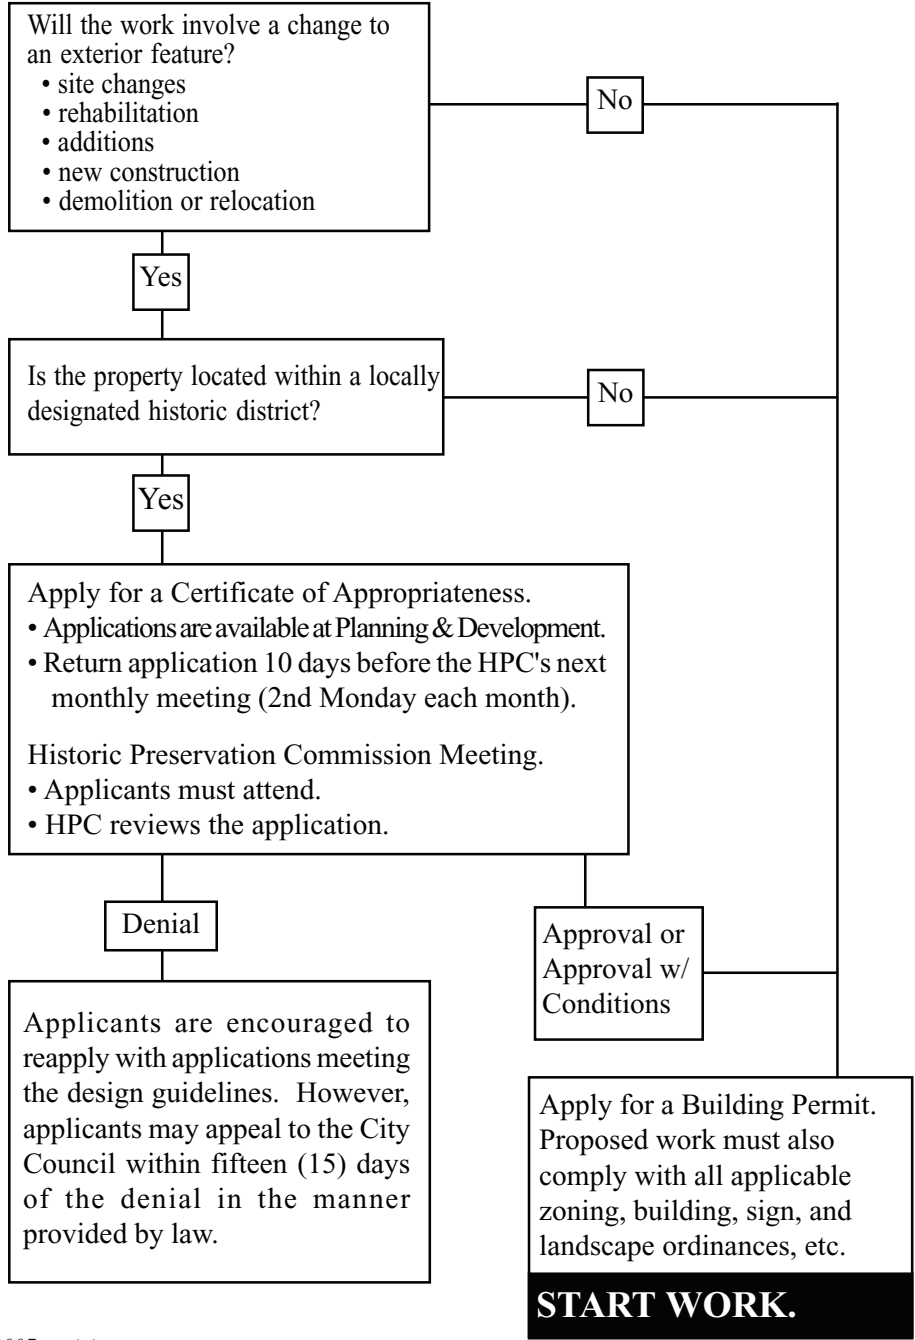 Will the work involve a change to
an exterior feature?
• site changes
• rehabilitation
• additions
• new construction
• demolition or relocation
No
Yes
Is the property located within a locally
designated historic district?
No
Yes
Apply for a Certificate of Appropriateness.
• Applications are available at Planning & Development.
• Return application 10 days before the HPC's next
monthly meeting (2nd Monday each month).
Historic Preservation Commission Meeting.
• Applicants must attend.
• HPC reviews the application.
Denial
Approval or
Approval w/
Conditions
Applicants are encouraged to
reapply with applications meeting
the design guidelines. However,
applicants may appeal to the City
Council within fifteen (15) days
of the denial in the manner
provided by law.
Apply for a Building Permit.
Proposed work must also
comply with all applicable
zoning, building, sign, and
landscape ordinances, etc.
START WORK.